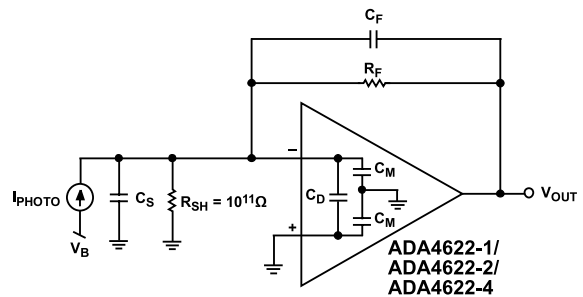 C_F
R_F
−
C_M
I_PHOTO
C_S
R_SH = 10^11Ω
C_D
V_OUT
C_M
+
V_B
ADA4622-1/
ADA4622-2/
ADA4622-4